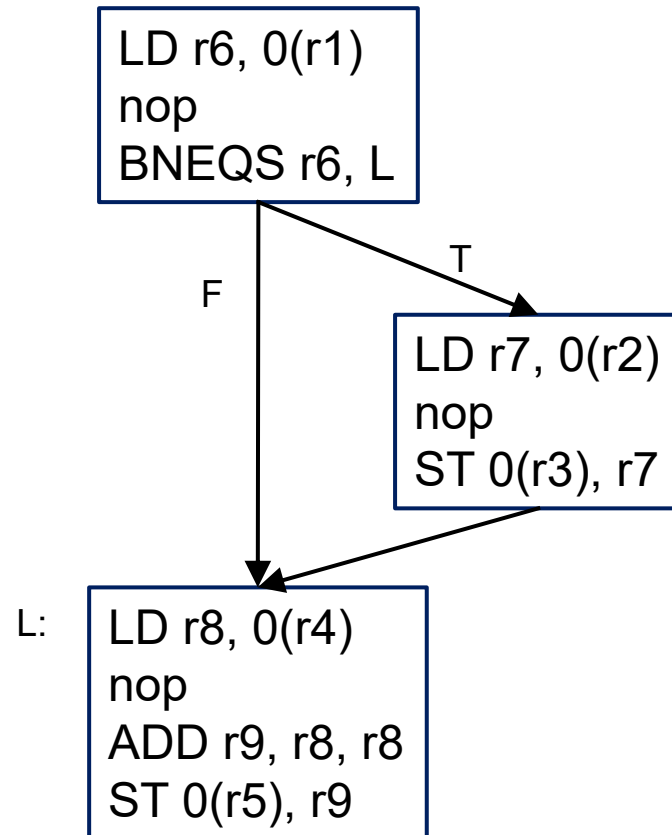 LD r6, 0(r1)
nop
BNEQS r6, L
T
F
LD r7, 0(r2)
nop
ST 0(r3), r7
L:
LD r8, 0(r4)
nop
ADD r9, r8, r8
ST 0(r5), r9